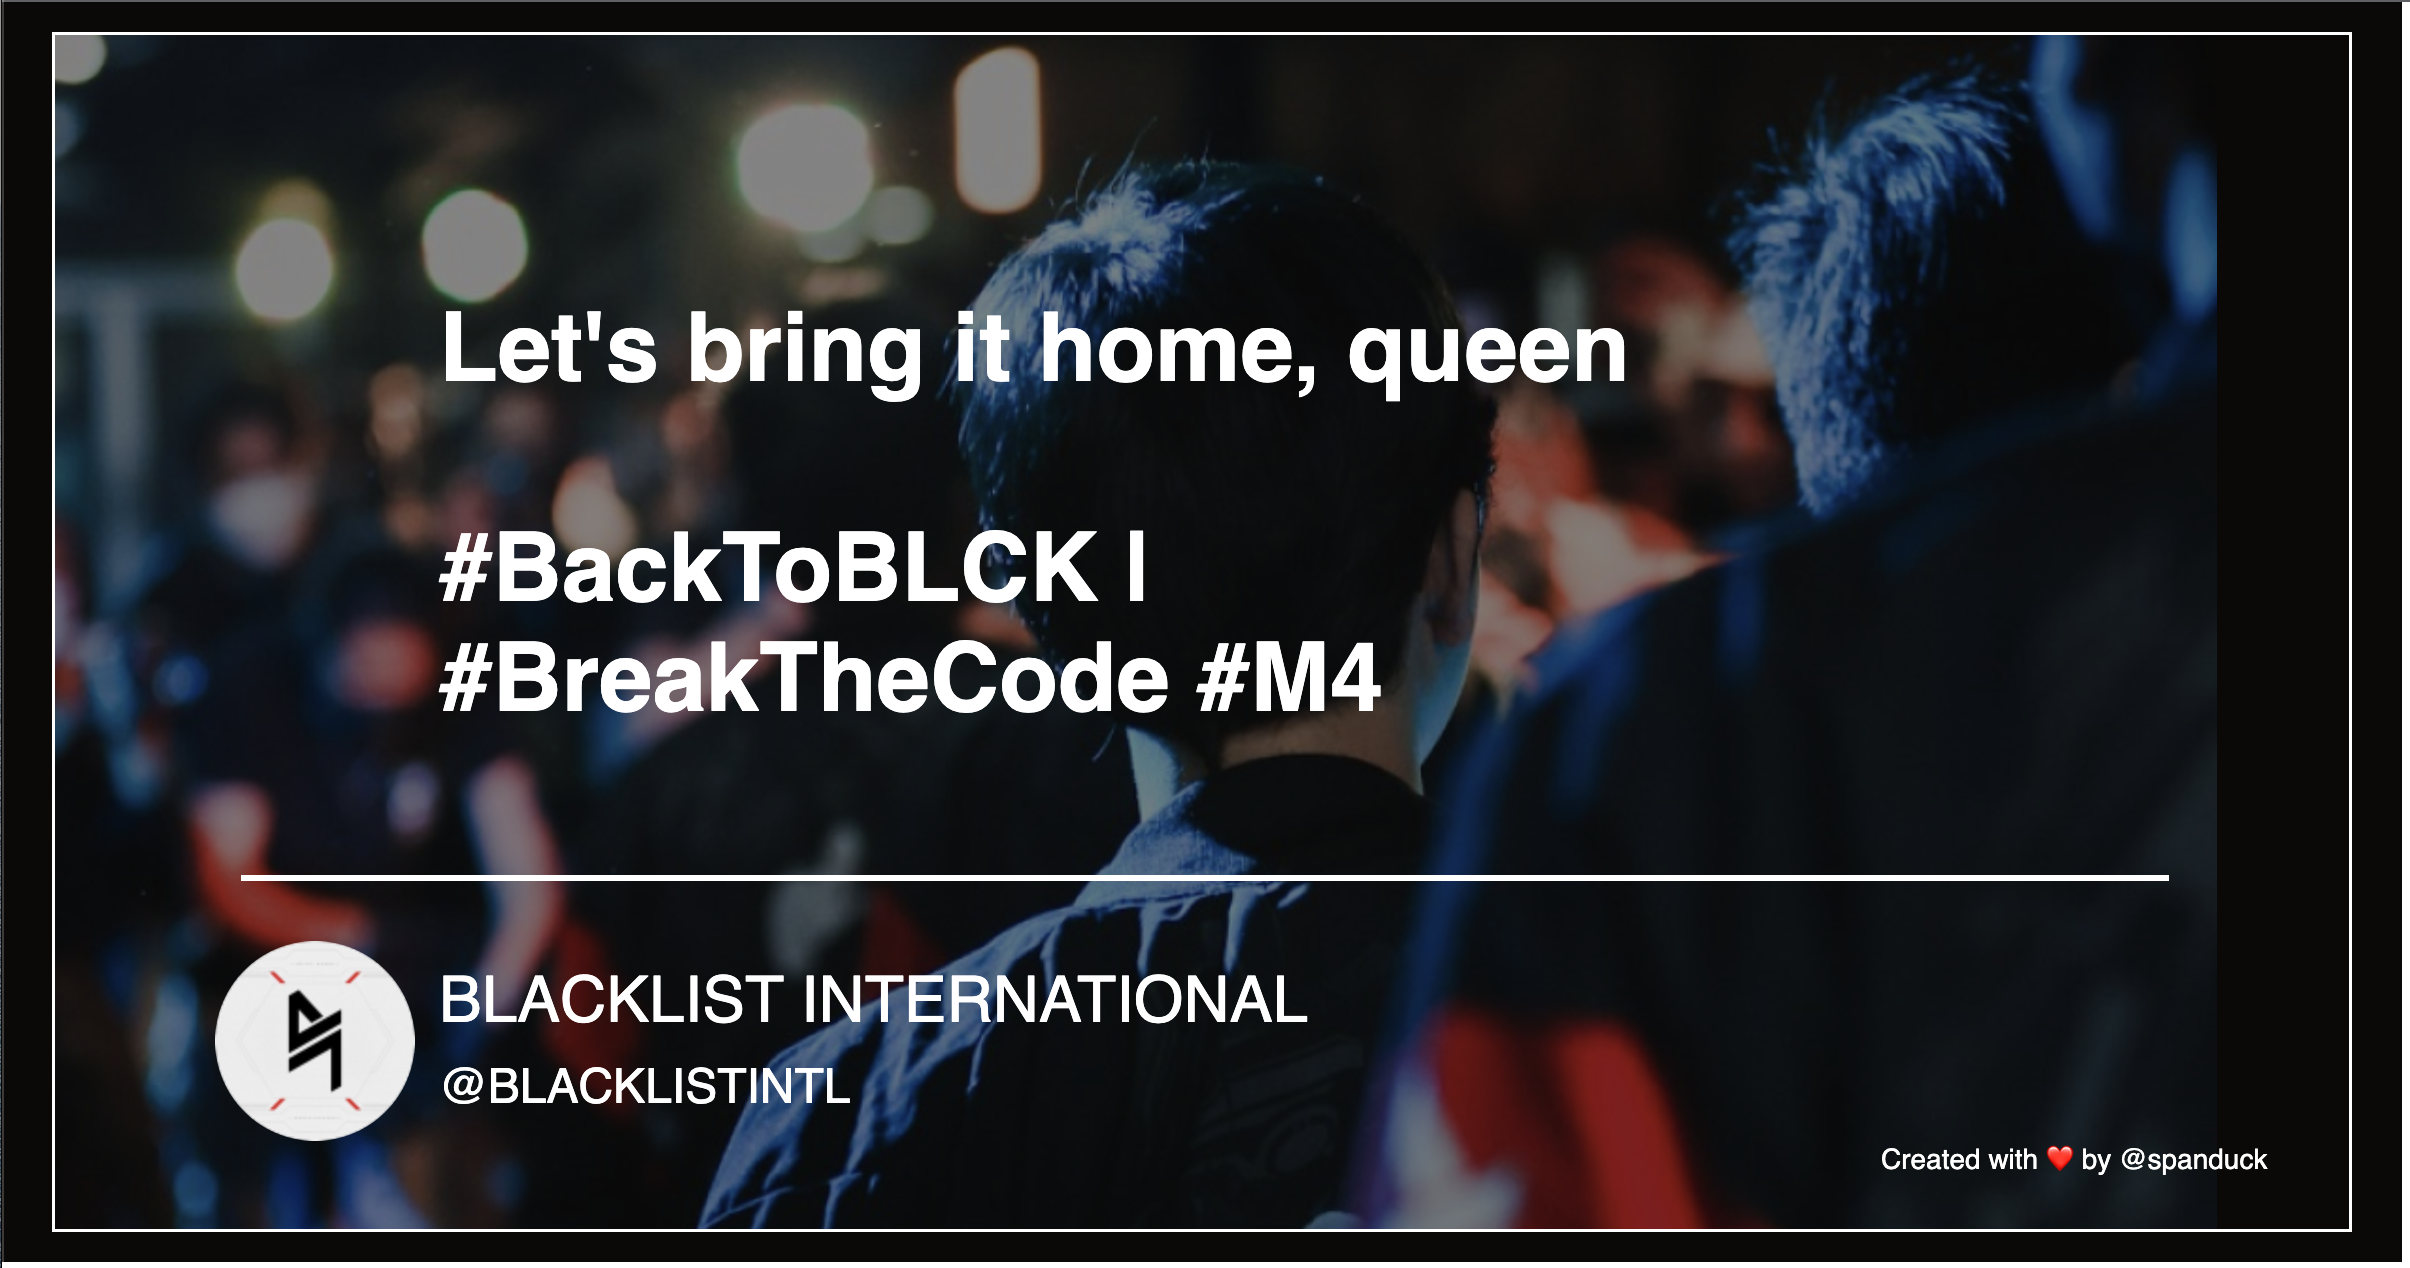 Let's bring it home, queen
#BackToBLCK |
#BreakTheCode #M4
BLACKLIST INTERNATIONAL
@BLACKLISTINTL
Created with ❤️ by @spanduck